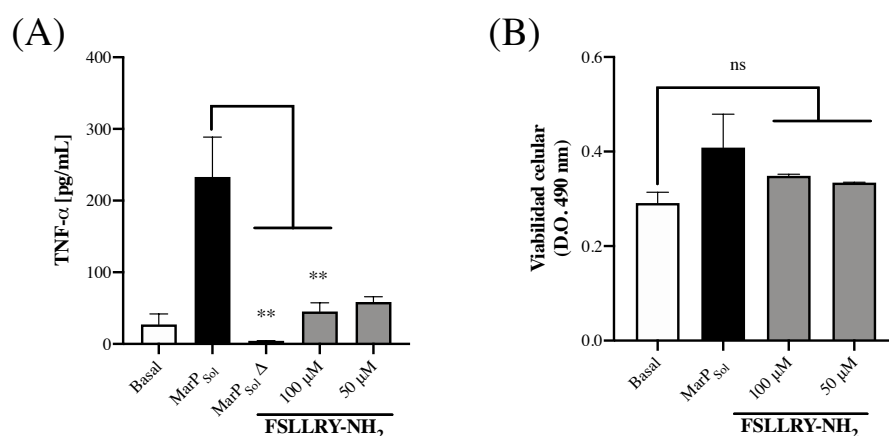 (A)
TNF-α [pg/mL]
400
300
200
100
0
**
**
Basal
MarP Sol
MarP Sol Δ
100 µM
50 µM
FSLLRY-NH2
(B)
Viabilidad celular
(D.O. 490 nm)
0.6
0.4
0.2
0.0
ns
Basal
MarP Sol
100 µM
50 µM
FSLLRY-NH2